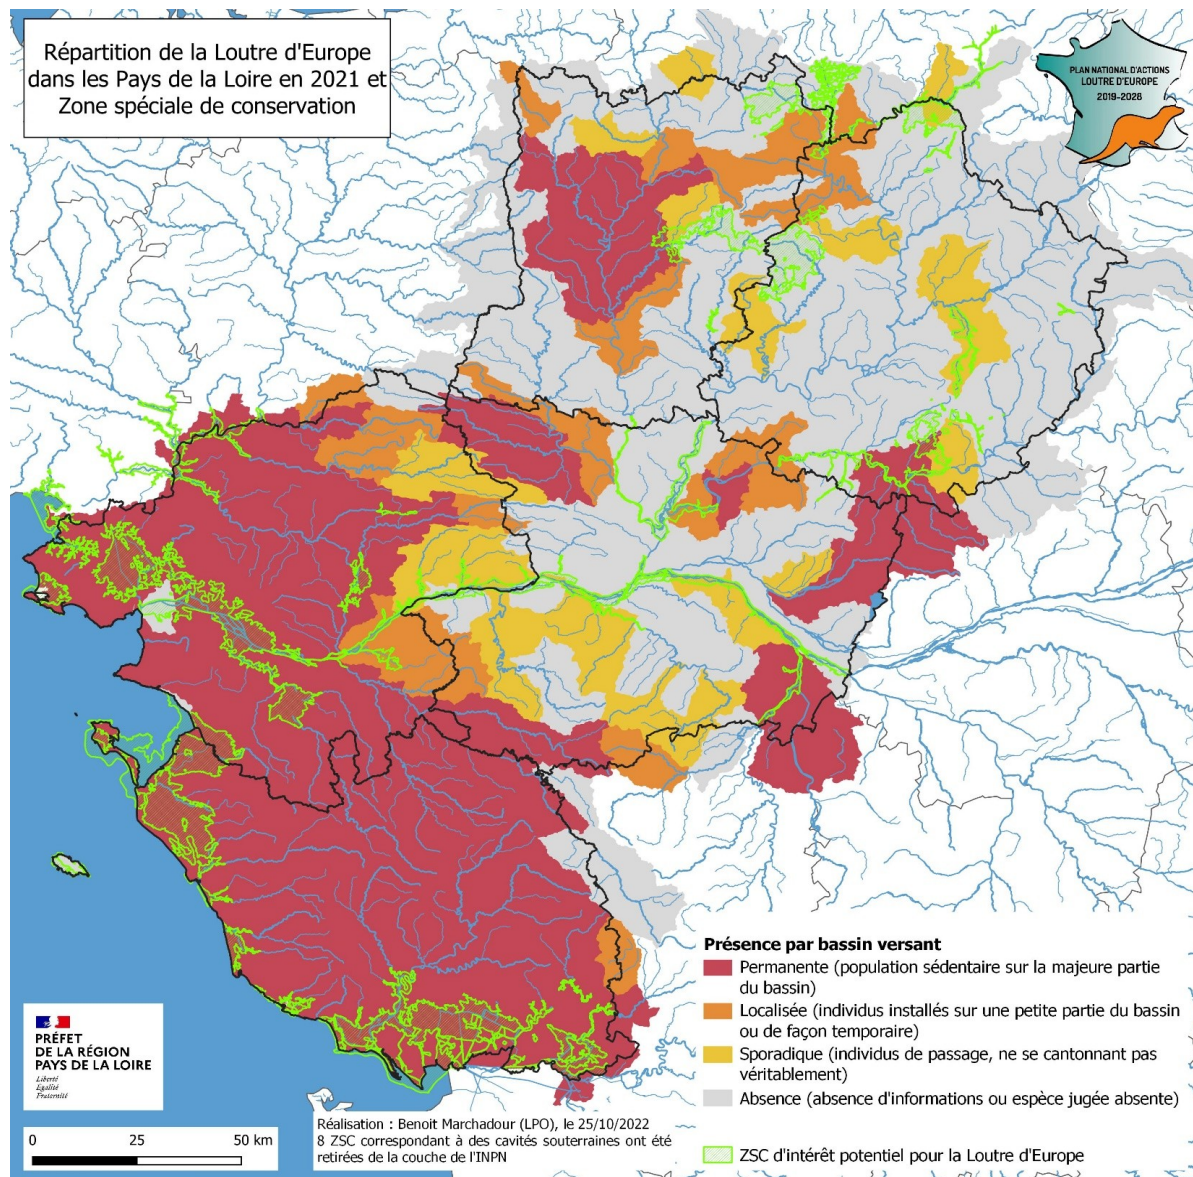 Répartition de la Loutre d'Europe
dans les Pays de la Loire en 2021 et
Zone spéciale de conservation
PLAN NATIONAL D'ACTIONS
LOUTRE D'EUROPE
2019-2028
Présence par bassin versant
Permanente (population sédentaire sur la majeure partie
du bassin)
Localisée (individus installés sur une petite partie du bassin
ou de façon temporaire)
Sporadique (individus de passage, ne se cantonnant pas
véritablement)
Absence (absence d'informations ou espèce jugée absente)
ZSC d'intérêt potentiel pour la Loutre d'Europe
PRÉFET
DE LA RÉGION
PAYS DE LA LOIRE
Liberté
Égalité
Fraternité
0 25 50 km
Réalisation : Benoit Marchadour (LPO), le 25/10/2022
8 ZSC correspondant à des cavités souterraines ont été
retirées de la couche de l'INPN